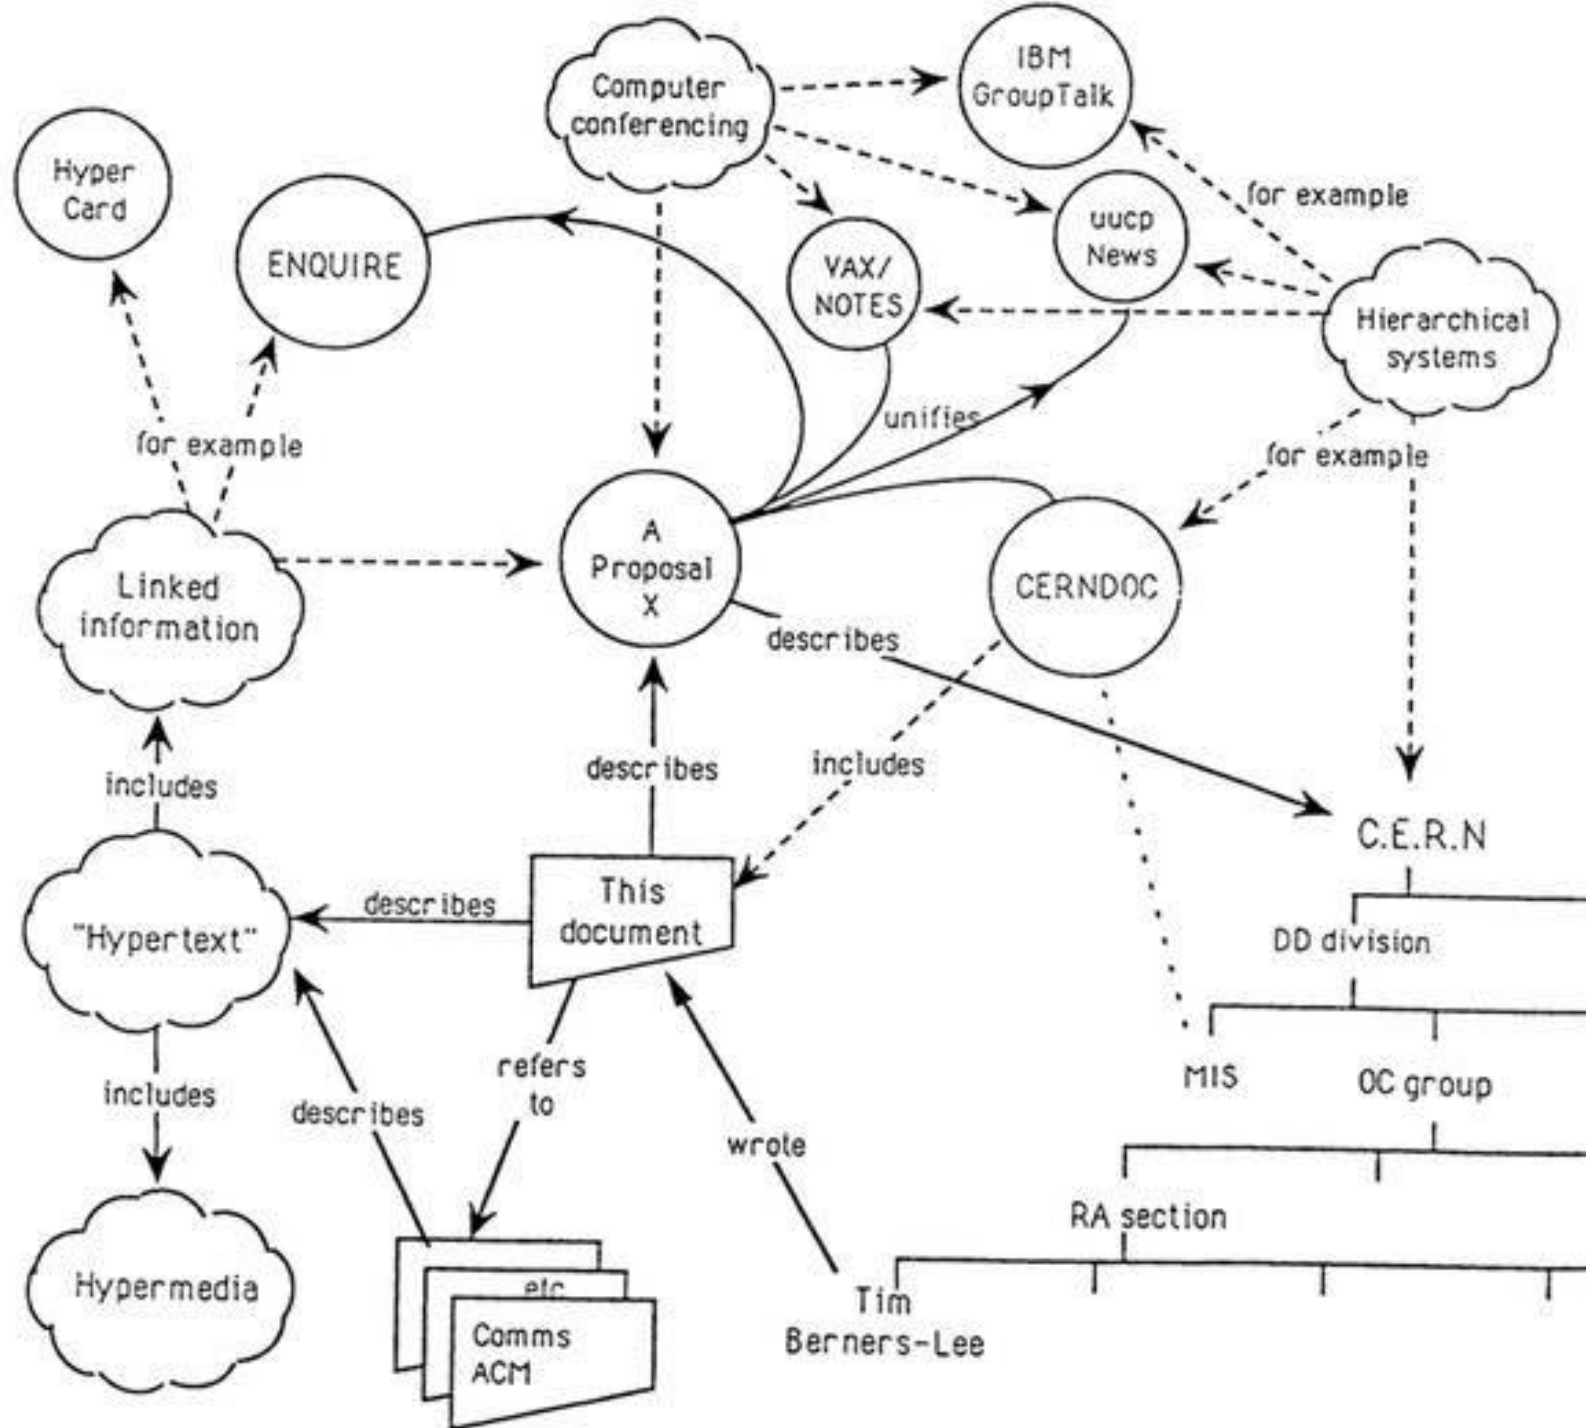 IBM
GroupTalk
Computer
conferencing
Hyper
Card
ENQUIRE
VAX/
NOTES
uucp
News
for example
Hierarchical
systems
unifies
for example
for example
A
Proposal
X
CERNDOC
Linked
information
describes
includes
describes
includes
C.E.R.N
This
document
describes
"Hypertext"
DD division
refers
to
MIS
OC group
includes
describes
wrote
RA section
Hypermedia
etc
Comms
ACM
Tim
Berners-Lee